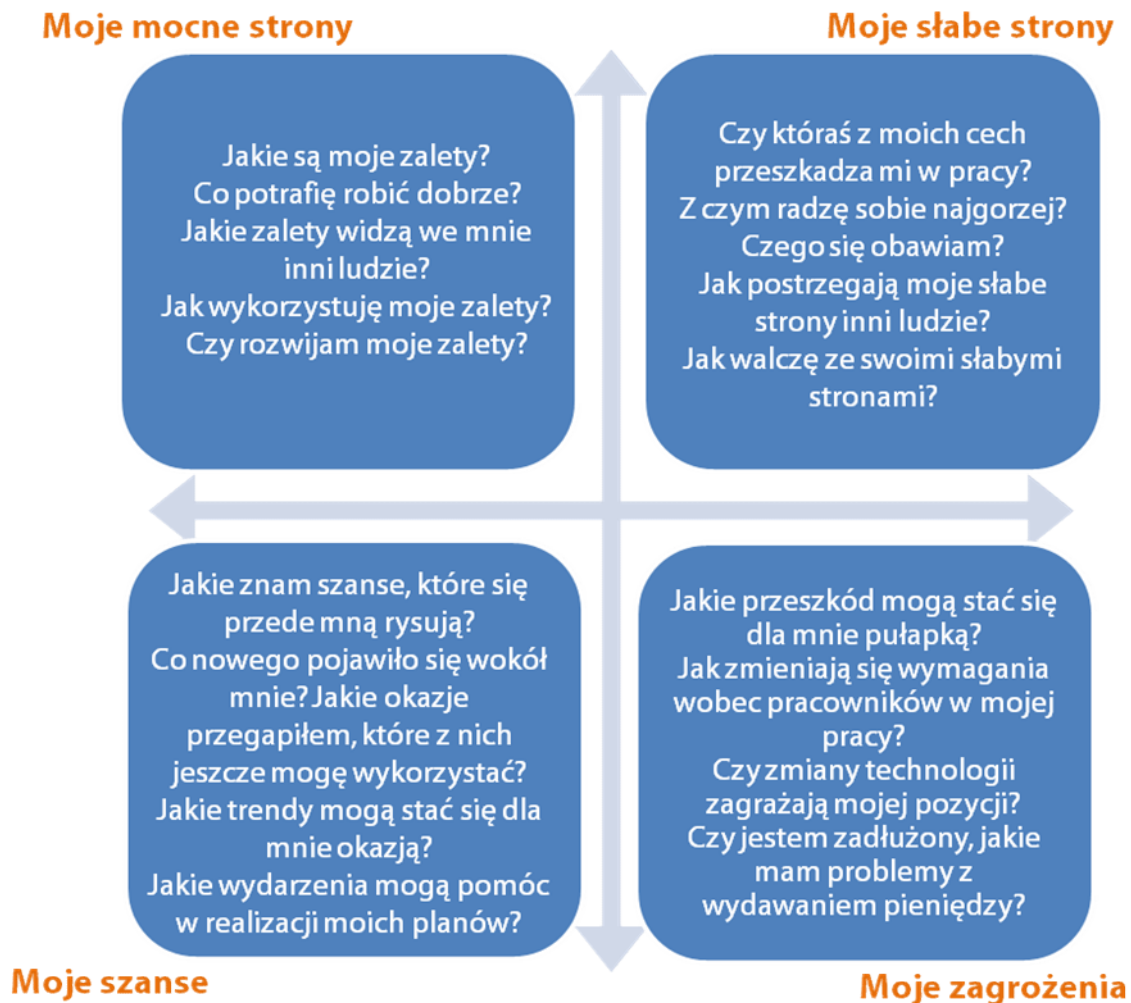 Moje mocne strony
Moje słabe strony
Jakie są moje zalety?
Co potrafię robić dobrze?
Jakie zalety widzą we mnie
inni ludzie?
Jak wykorzystuję moje zalety?
Czy rozwijam moje zalety?
Czy któraś z moich cech
przeszkadza mi w pracy?
Z czym radzę sobie najgorzej?
Czego się obawiam?
Jak postrzegają moje słabe
strony inni ludzie?
Jak walczę ze swoimi słabymi
stronami?
Jakie znam szanse, które się
przede mną rysują?
Co nowego pojawiło się wokół
mnie? Jakie okazje
przegapiłem, które z nich
jeszcze mogę wykorzystać?
Jakie trendy mogą stać się dla
mnie okazją?
Jakie wydarzenia mogą pomóc
w realizacji moich planów?
Jakie przeszkód mogą stać się
dla mnie pułapką?
Jak zmieniają się wymagania
wobec pracowników w mojej
pracy?
Czy zmiany technologii
zagrażają mojej pozycji?
Czy jestem zadłużony, jakie
mam problemy z
wydawaniem pieniędzy?
Moje szanse
Moje zagrożenia